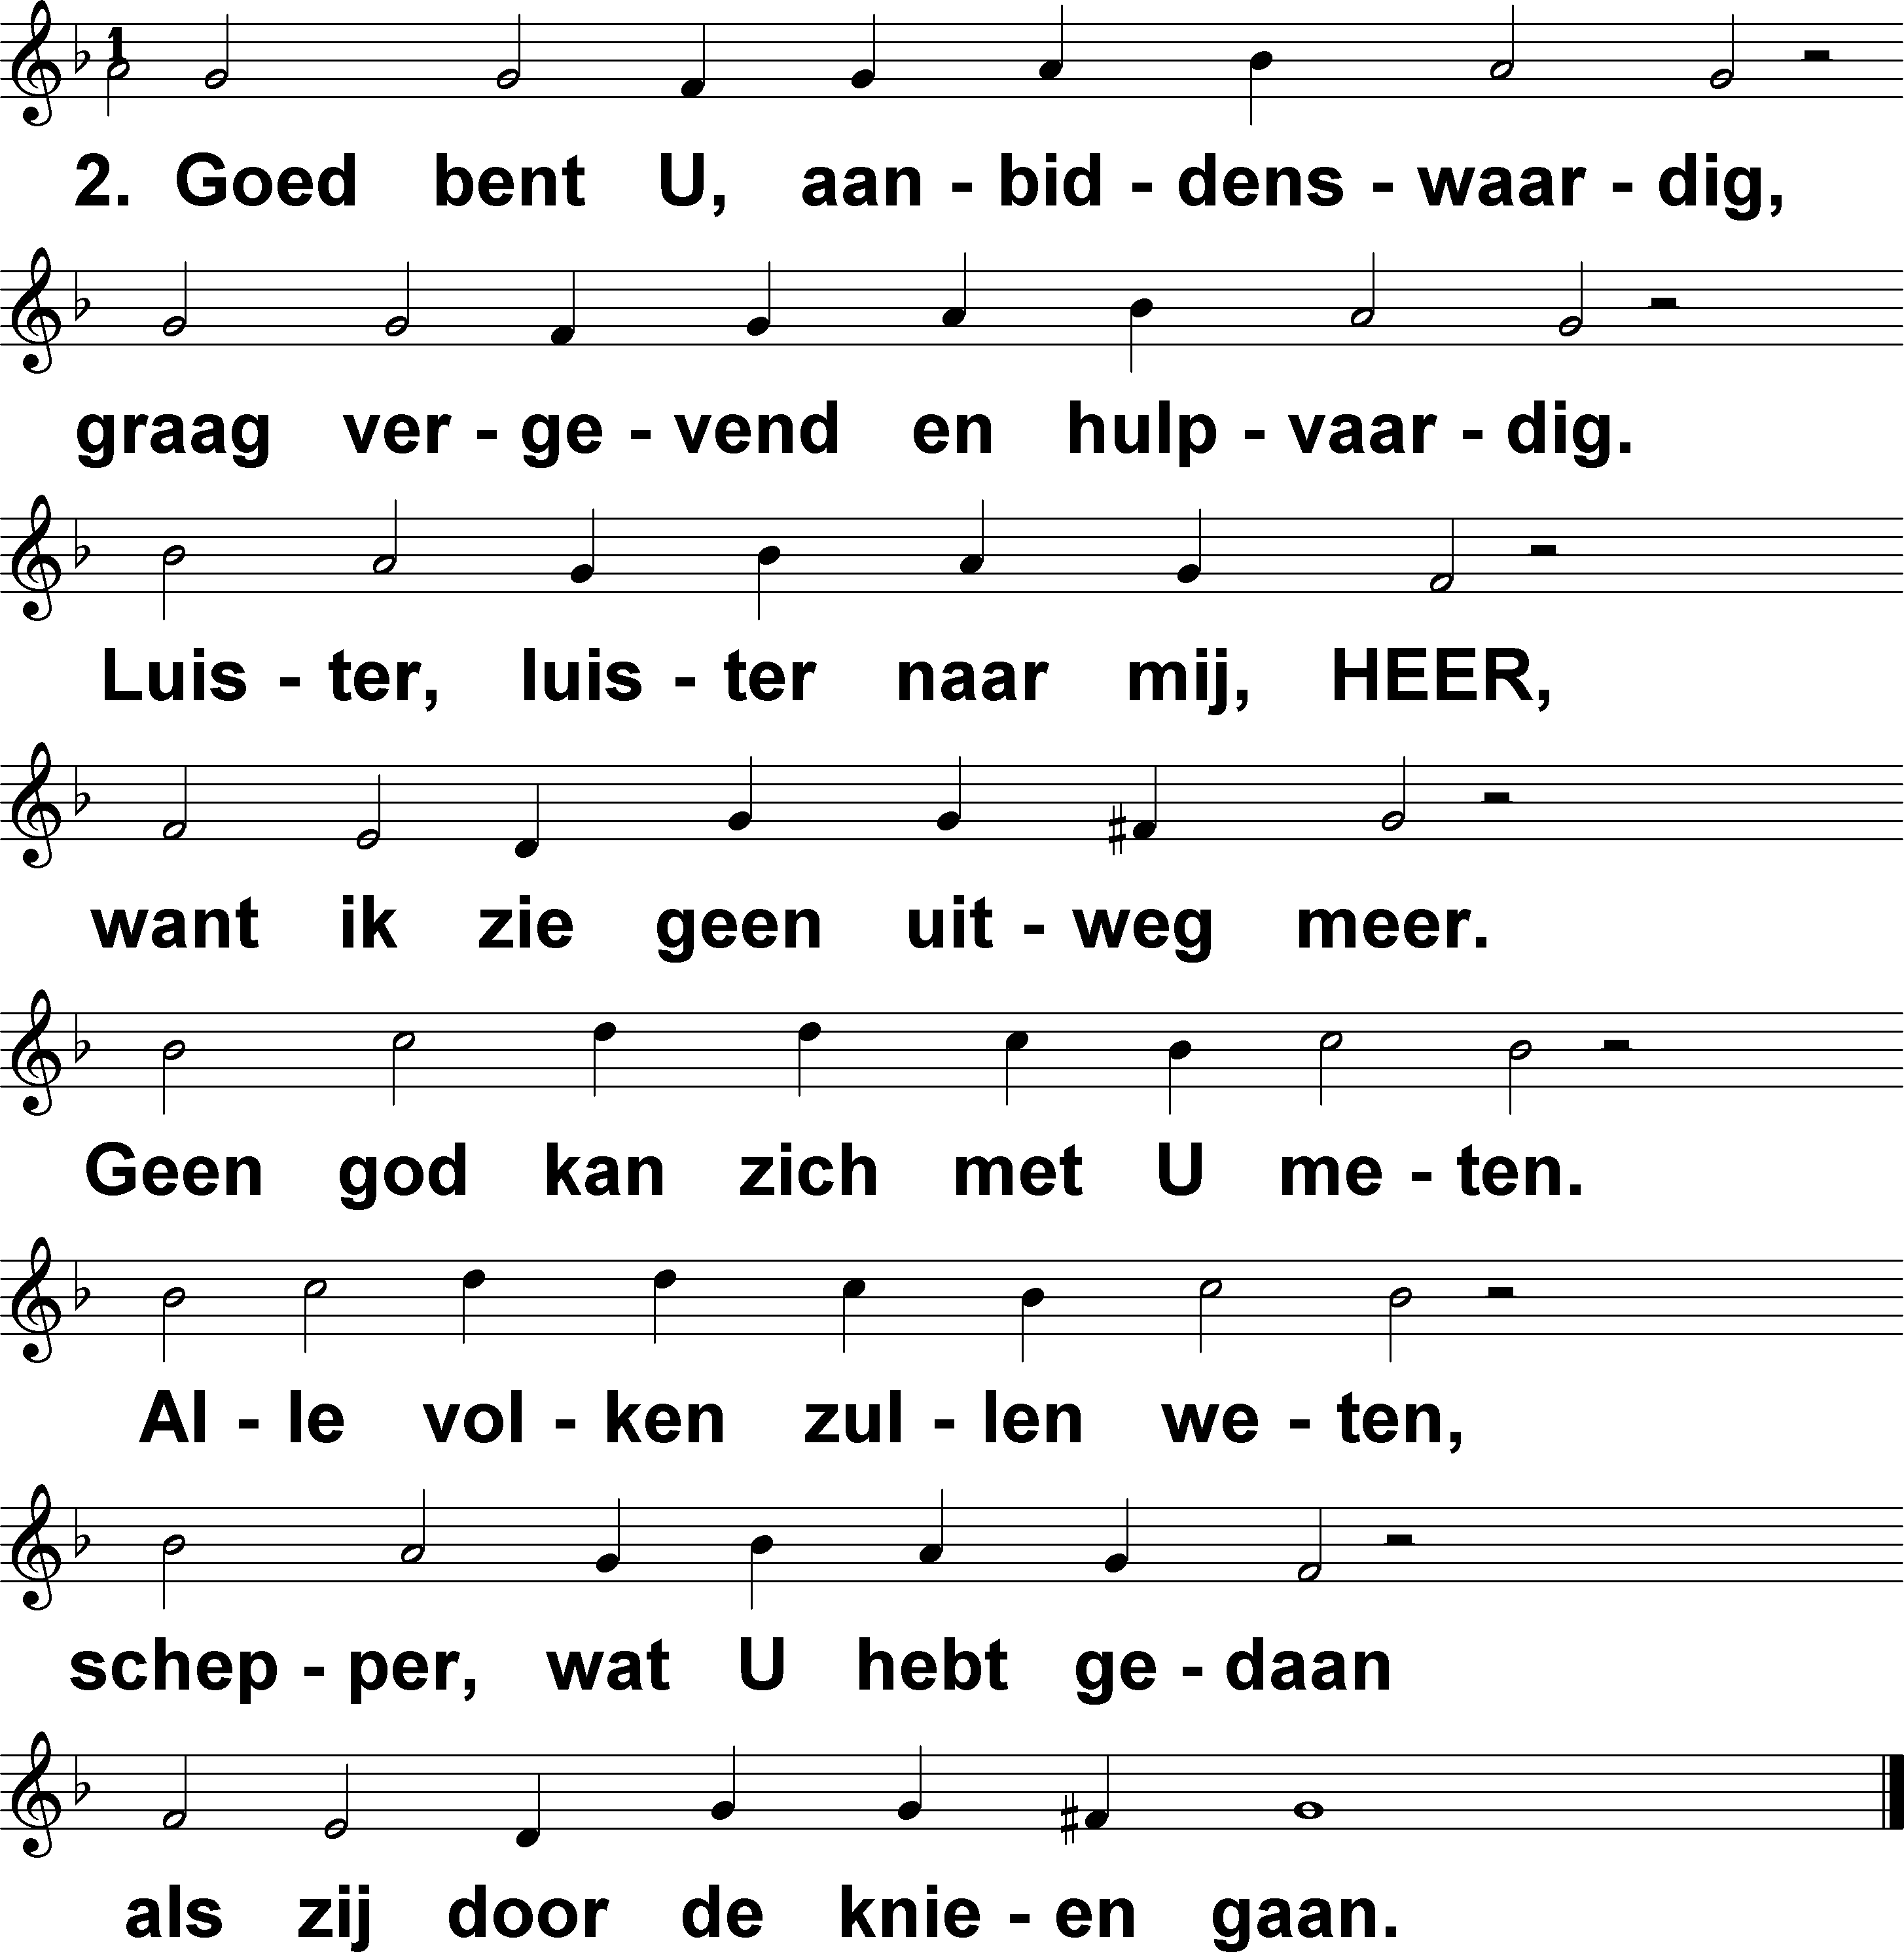 2. Goed bent U, aan - bid - dens - waar - dig,
graag ver - ge - vend en hulp - vaar - dig.
Luis - ter, luis - ter naar mij, HEER,
want ik zie geen uit - weg meer.
Geen god kan zich met U me - ten.
Al - le vol - ken zul - len we - ten,
schep - per, wat U hebt ge - daan
als zij door de knie - en gaan.